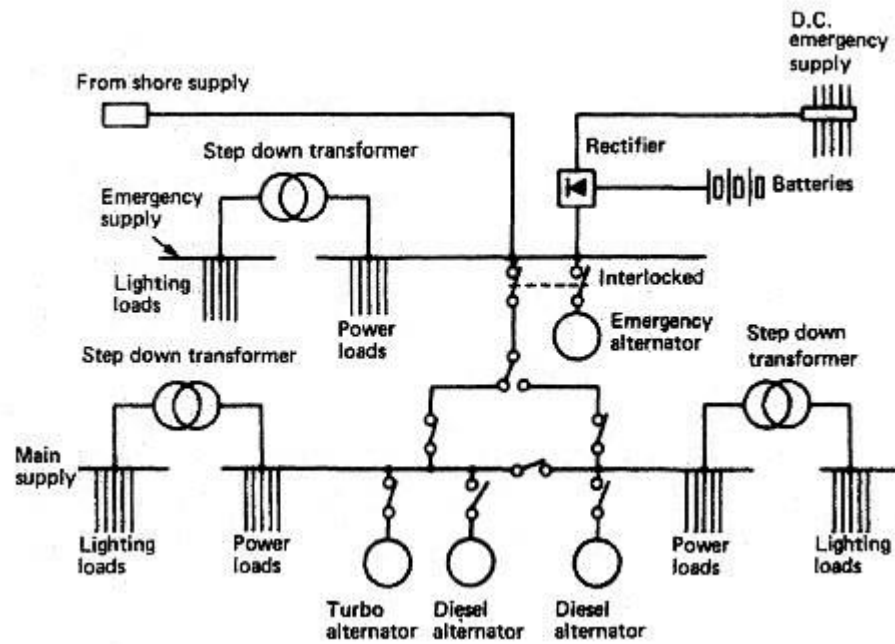 D.C.
emergency
supply
From shore supply
Step down transformer
Rectifier
Batteries
Emergency
supply
Lighting
loads
Power
loads
Interlocked
Emergency
alternator
Step down transformer
Step down
transformer
Main
supply
Lighting
loads
Power
loads
Turbo
alternator
Diesel
alternator
Diesel
alternator
Power
loads
Lighting
loads